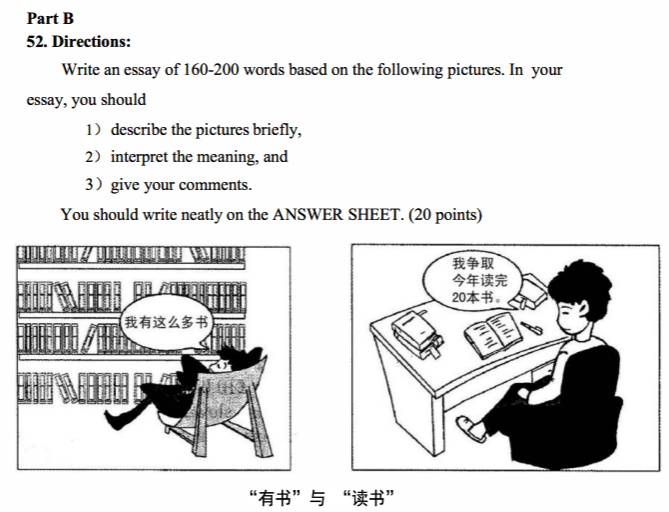 Part B
52. Directions:
Write an essay of 160-200 words based on the following pictures. In your
essay, you should
1）describe the pictures briefly,
2）interpret the meaning, and
3）give your comments.
You should write neatly on the ANSWER SHEET. (20 points)
我有这么多书
我争取
今年读完
20本书。
“有书”与 “读书”